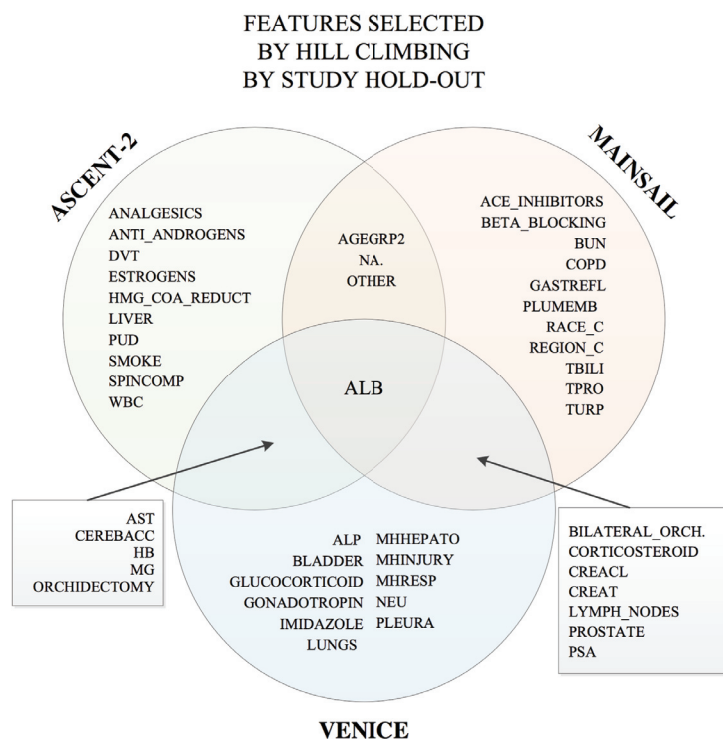 FEATURES SELECTED
BY HILL CLIMBING
BY STUDY HOLD-OUT
ASCENT-2
MAINSAIL
ANALGESICS
ANTI_ANDROGENS
DVT
ESTROGENS
HMG_COA_REDUCT
LIVER
PUD
SMOKE
SPINCOMP
WBC
AGEGRP2
NA.
OTHER
ACE_INHIBITORS
BETA_BLOCKING
BUN
COPD
GASTREFL
PLUMEMB
RACE_C
REGION_C
TBILI
TPRO
TURP
ALB
AST
CEREBACC
HB
MG
ORCHIDECTOMY
ALP
BLADDER
GLUCOCORTICOID
GONADOTROPIN
IMIDAZOLE
LUNGS
MHHEPATO
MHINJURY
MHRESP
NEU
PLEURA
BILATERAL_ORCH.
CORTICOSTEROID
CREACL
CREAT
LYMPH_NODES
PROSTATE
PSA
VENICE